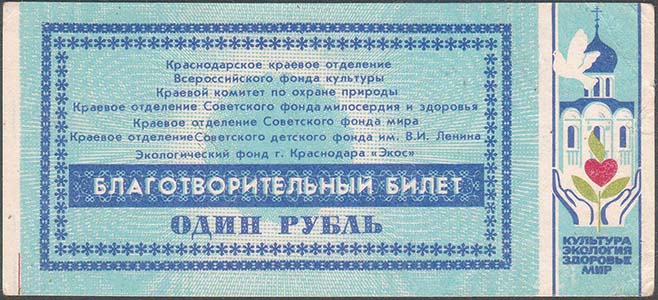 Краснодарское краевое отделение
Всероссийского фонда культуры
Краевой комитет по охране природы
Краевое отделение Советского фонда милосердия и здоровья
Краевое отделение Советского фонда мира
Краевое отделение Советского детского фонда им. В.И. Ленина
Экологический фонд г. Краснодара «Экос»
БЛАГОТВОРИТЕЛЬНЫЙ БИЛЕТ
ОДИН РУБЛЬ
КУЛЬТУРА
ЭКОЛОГИЯ
ЗДОРОВЬЕ
МИР